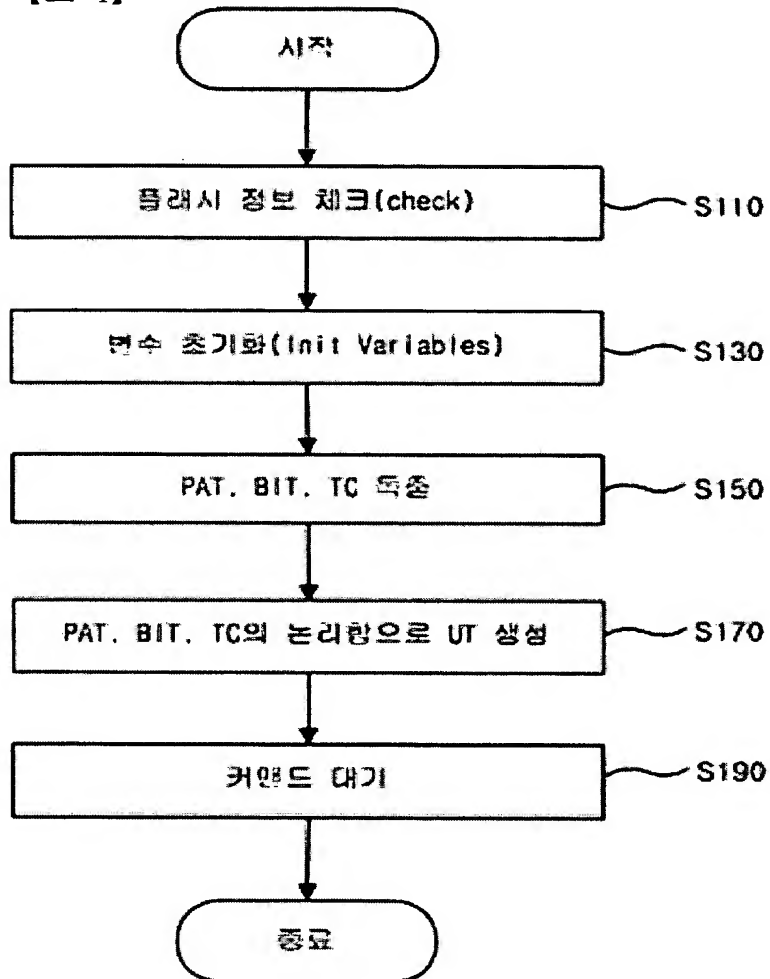 시작
플래시 정보 체크(check)
S110
변수 초기화(Init Variables)
S130
PAT. BIT. TC 독출
S150
PAT. BIT. TC의 논리합으로 UT 생성
S170
커맨드 대기
S190
종료